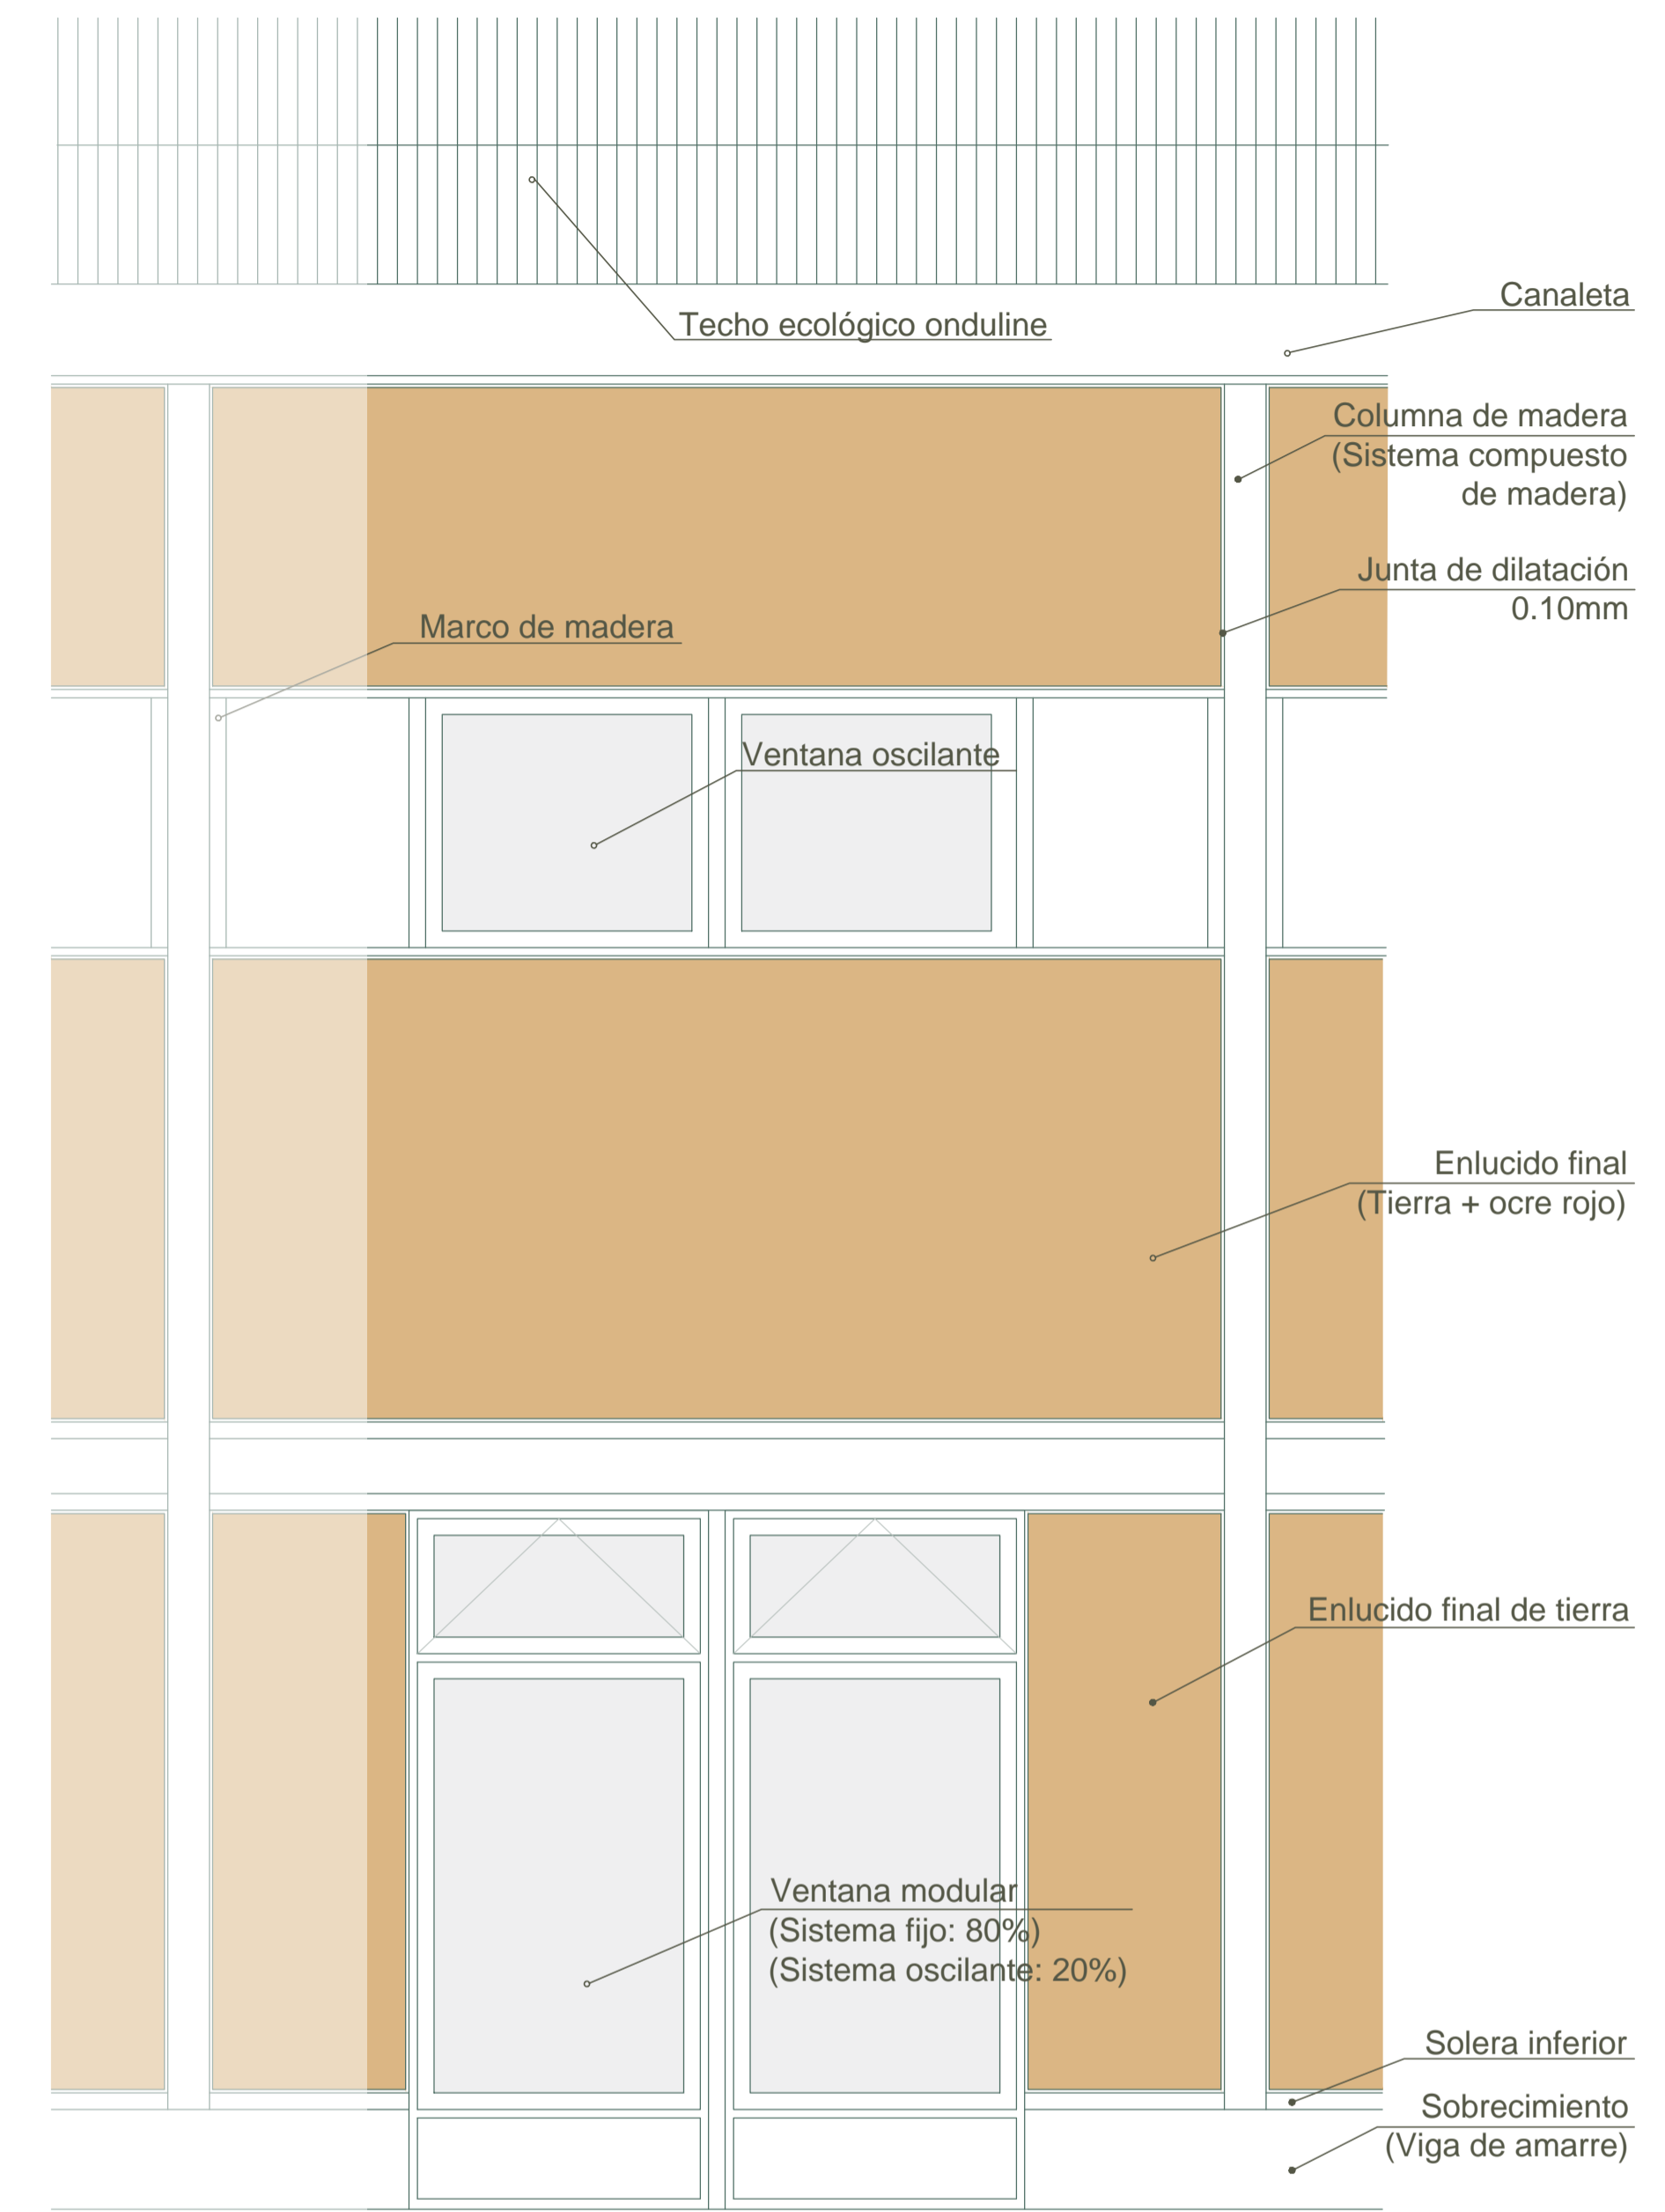 Canaleta
Techo ecológico onduline
Columna de madera
(Sistema compuesto
de madera)
Junta de dilatación
0.10mm
Marco de madera
Ventana oscilante
Enlucido final
(Tierra + ocre rojo)
Enlucido final de tierra
Ventana modular
(Sistema fijo: 80%)
(Sistema oscilante: 20%)
Solera inferior
Sobrecimiento
(Viga de amarre)